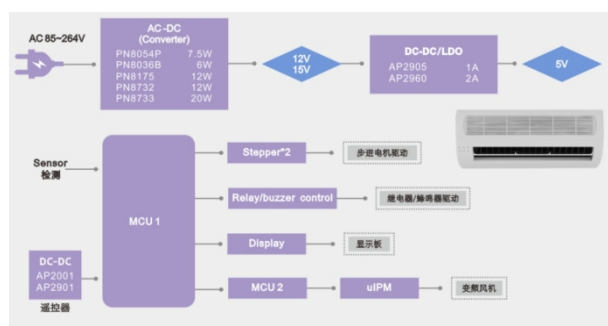 AC 85~264V
AC-DC
(Converter)
PN8054P 7.5W
PN8036B 6W
PN8175 12W
PN8732 12W
PN8733 20W
12V
15V
DC-DC/LDO
AP2905 1A
AP2960 2A
5V
Sensor
检测
MCU 1
Stepper*2
步进电机驱动
Relay/buzzer control
继电器/蜂鸣器驱动
Display
显示板
DC-DC
AP2001
AP2901
遥控器
MCU 2
uIPM
变频风机